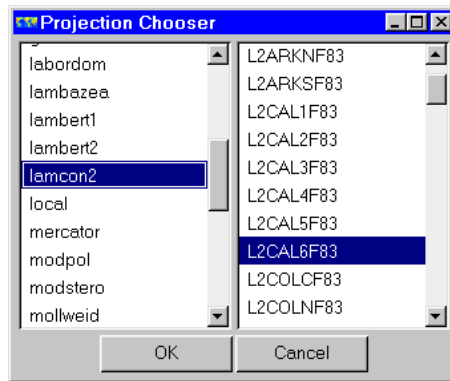 Projection Chooser
labordom
lambazea
lambert1
lambert2
lamcon2
local
mercator
modpol
modstero
mollweid
L2ARKNF83
L2ARKSF83
L2CAL1F83
L2CAL2F83
L2CAL3F83
L2CAL4F83
L2CAL5F83
L2CAL6F83
L2COLCF83
L2COLNF83
OK
Cancel